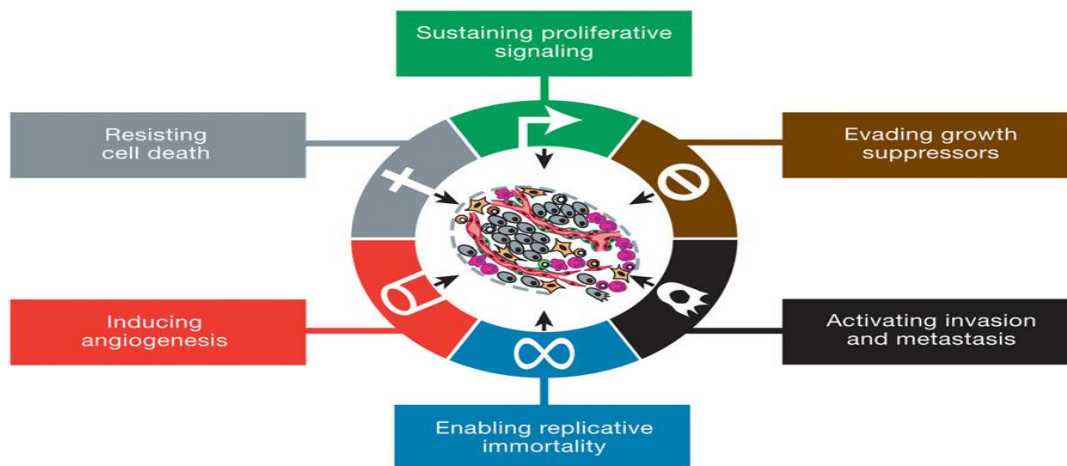 Sustaining proliferative
signaling
Resisting
cell death
Evading growth
suppressors
Inducing
angiogenesis
Activating invasion
and metastasis
Enabling replicative
immortality